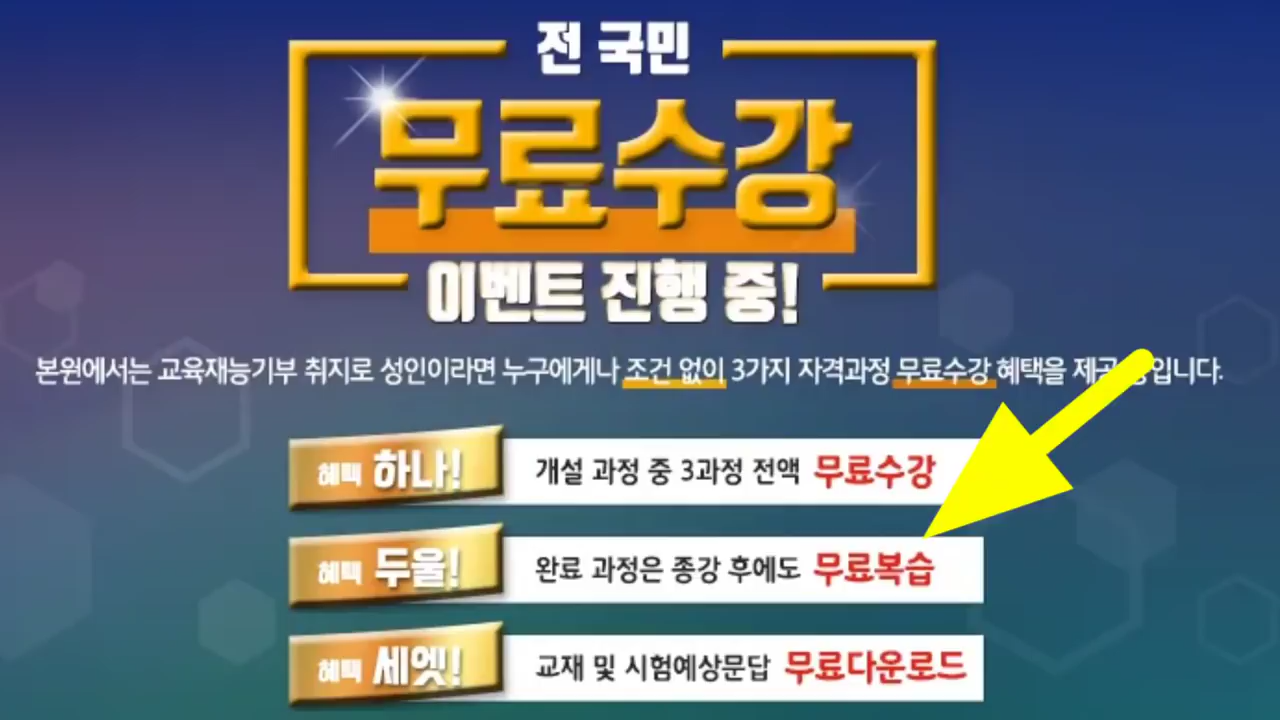 전 국민
무료수강
이벤트 진행 중!
본원에서는 교육재능기부 취지로 성인이라면 누구에게나 조건 없이 3가지 자격과정 무료수강 혜택을 제공 중입니다.
혜택 하나! 개설 과정 중 3과정 전액 무료수강
혜택 두울! 완료 과정은 종강 후에도 무료복습
혜택 세엣! 교재 및 시험예상문답 무료다운로드